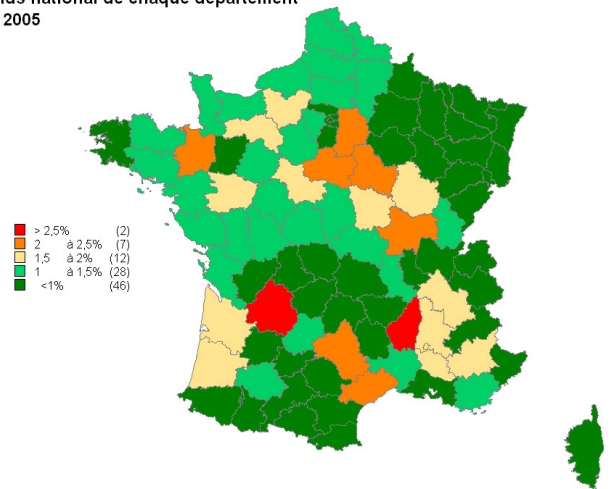 national de chaque département
2005
> 2,5% (2)
2 à 2,5% (7)
1,5 à 2% (12)
1 à 1,5% (28)
<1% (46)